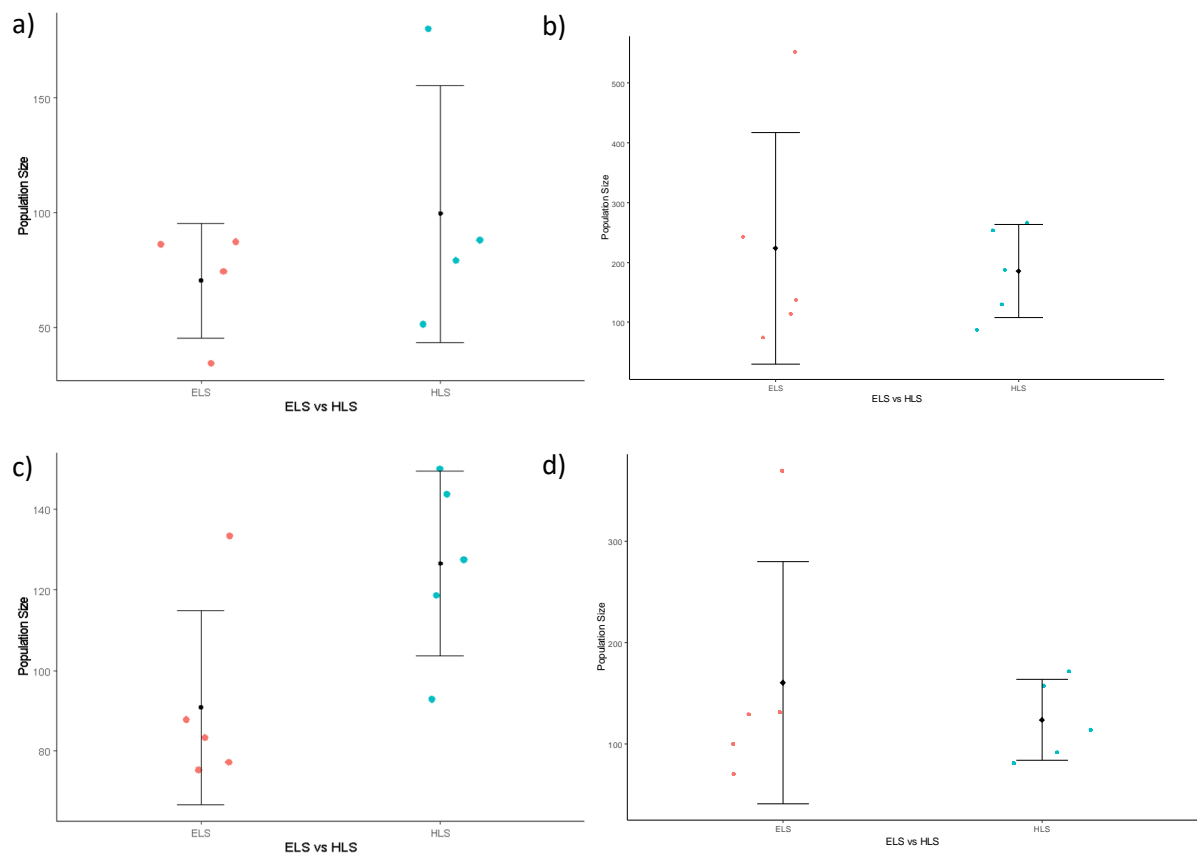 a)
Population Size
150
100
50
ELS
HLS
ELS vs HLS
b)
Population Size
500
400
300
200
100
ELS
HLS
ELS vs HLS
c)
Population Size
140
120
100
80
ELS
HLS
ELS vs HLS
d)
Population Size
300
200
100
ELS
HLS
ELS vs HLS